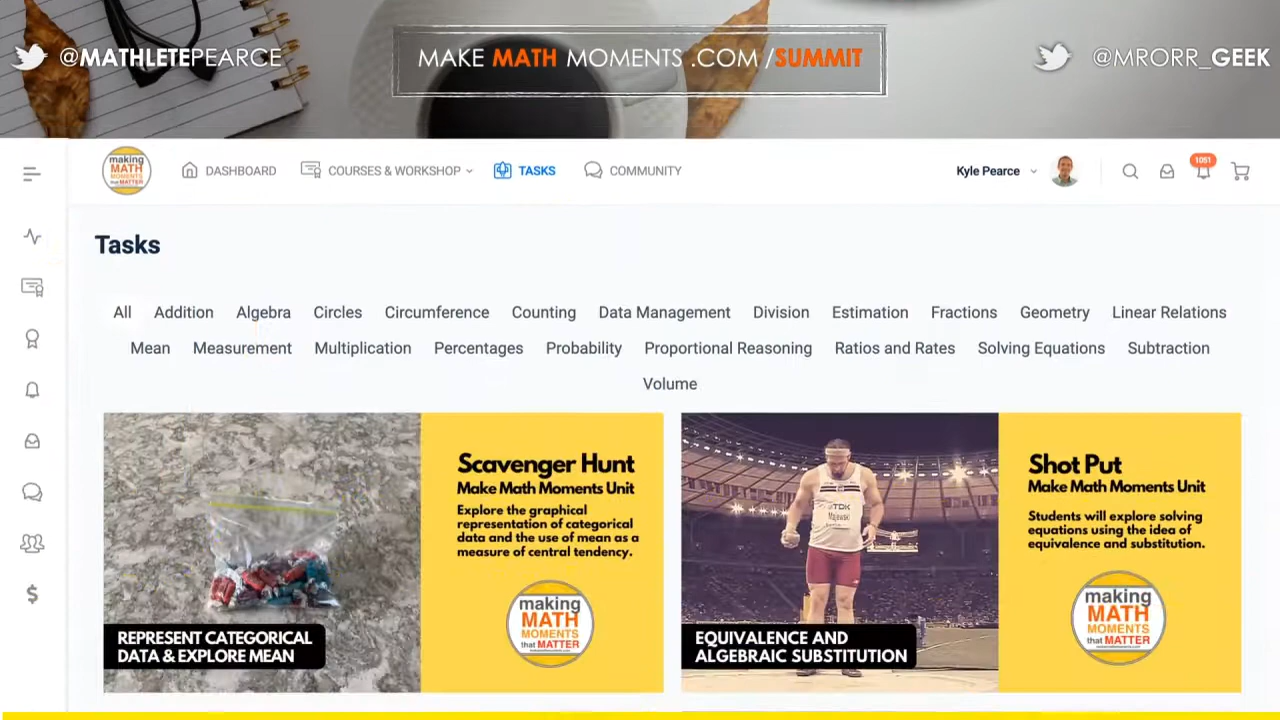 @MATHLETEPEARCE
MAKE MATH MOMENTS .COM /SUMMIT
@MRORR_GEEK
making
MATH
MOMENTS
that MATTER
DASHBOARD
COURSES & WORKSHOP
TASKS
COMMUNITY
Kyle Pearce
1051
Tasks
All Addition Algebra Circles Circumference Counting Data Management Division Estimation Fractions Geometry Linear Relations
Mean Measurement Multiplication Percentages Probability Proportional Reasoning Ratios and Rates Solving Equations Subtraction
Volume
Scavenger Hunt
Make Math Moments Unit
Explore the graphical
representation of categorical
data and the use of mean as a
measure of central tendency.
making
MATH
MOMENTS
that MATTER
REPRESENT CATEGORICAL
DATA & EXPLORE MEAN
TDK
Majewski
Shot Put
Make Math Moments Unit
Students will explore solving
equations using the idea of
equivalence and substitution.
making
MATH
MOMENTS
that MATTER
EQUIVALENCE AND
ALGEBRAIC SUBSTITUTION